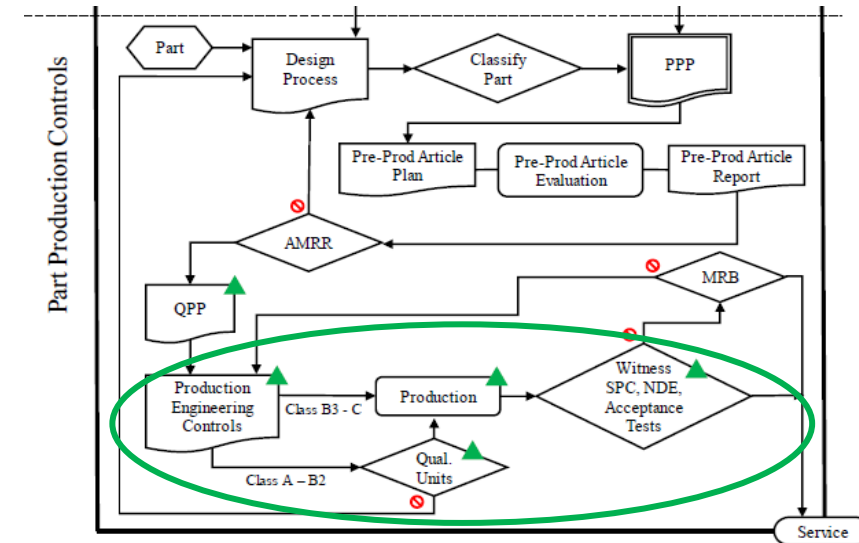 Part Production Controls
Part
Design
Process
Classify
Part
PPP
Pre-Prod Article
Plan
Pre-Prod Article
Evaluation
Pre-Prod Article
Report
AMRR
MRB
QPP
Production
Engineering
Controls
Class B3 - C
Production
Witness
SPC, NDE,
Acceptance
Tests
Class A – B2
Qual.
Units
Service